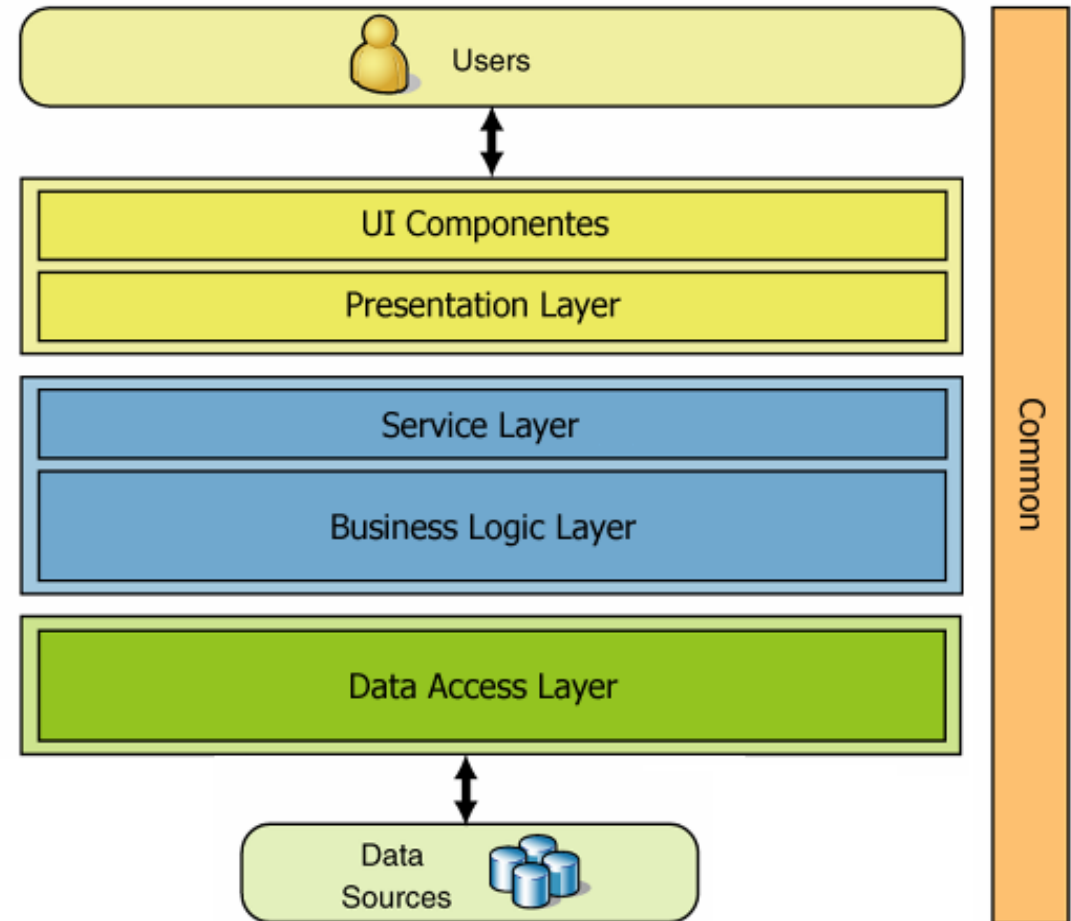 Users
UI Componentes
Presentation Layer
Service Layer
Business Logic Layer
Data Access Layer
Data
Sources
Common